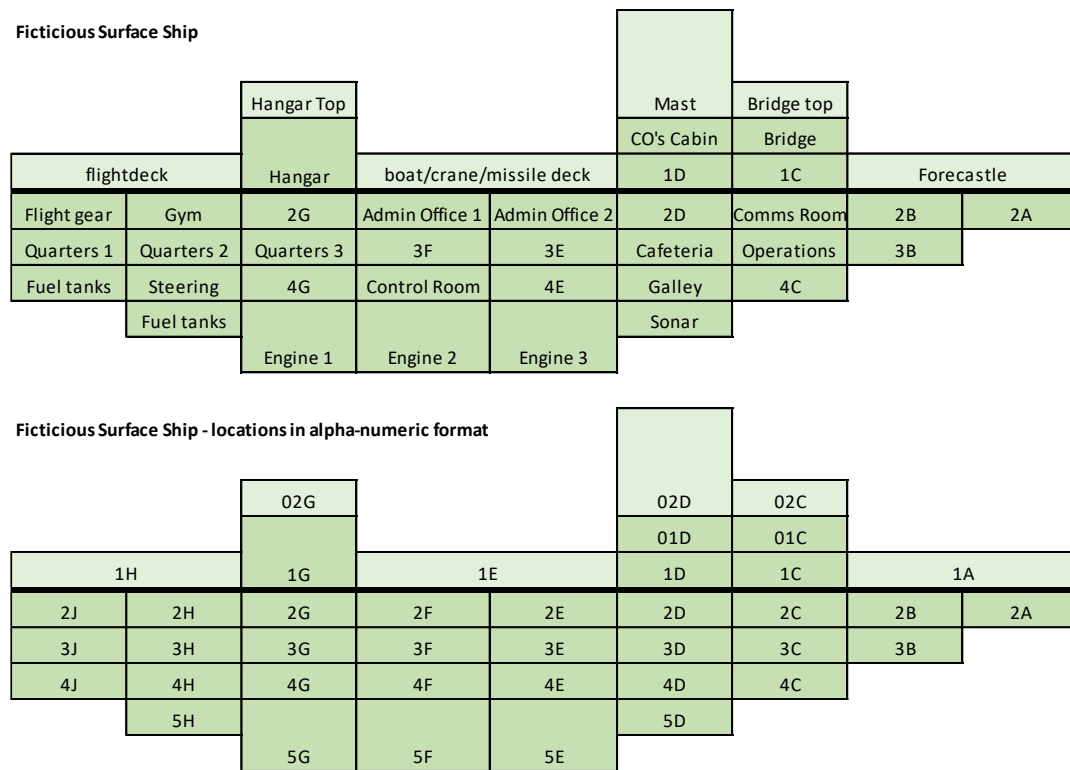 Ficticious Surface Ship
Hangar Top Mast Bridge top
CO's Cabin Bridge
flightdeck Hangar boat/crane/missile deck 1D 1C Forecastle
Flight gear Gym 2G Admin Office 1 Admin Office 2 2D Comms Room 2B 2A
Quarters 1 Quarters 2 Quarters 3 3F 3E Cafeteria Operations 3B
Fuel tanks Steering 4G Control Room 4E Galley 4C
Fuel tanks Sonar
Engine 1 Engine 2 Engine 3
Ficticious Surface Ship - locations in alpha-numeric format
02G 02D 02C
01D 01C
1H 1G 1E 1D 1C 1A
2J 2H 2G 2F 2E 2D 2C 2B 2A
3J 3H 3G 3F 3E 3D 3C 3B
4J 4H 4G 4F 4E 4D 4C
5H 5D
5G 5F 5E